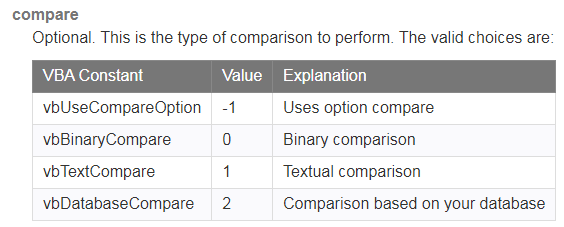 compare
Optional. This is the type of comparison to perform. The valid choices are:
VBA Constant Value Explanation
vbUseCompareOption -1 Uses option compare
vbBinaryCompare 0 Binary comparison
vbTextCompare 1 Textual comparison
vbDatabaseCompare 2 Comparison based on your database